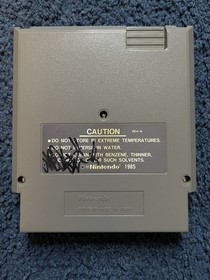 CAUTION
REV-A
●DO NOT STORE IN EXTREME TEMPERATURES.
●DO NOT IMMERSE IN WATER.
●DO NOT CLEAN WITH BENZENE, THINNER,
OR OTHER SUCH SOLVENTS.
©Nintendo 1985